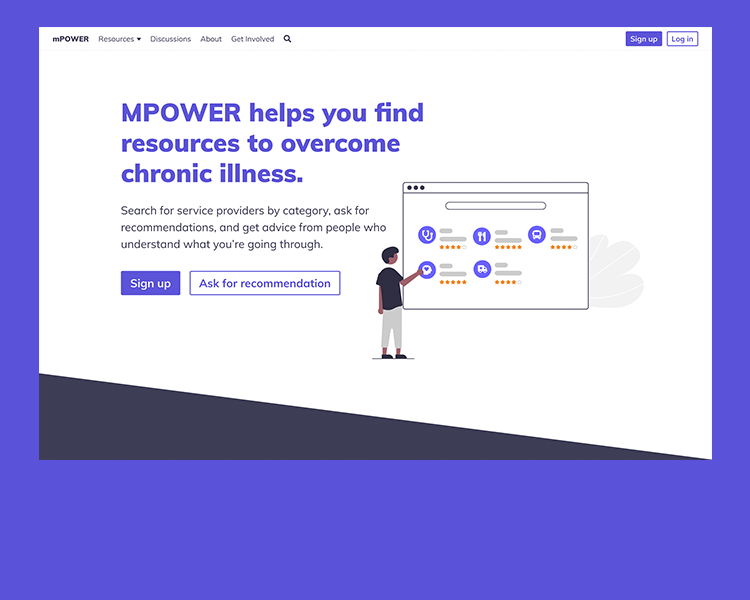 mPOWER Resources Discussions About Get Involved Sign up Log in
MPOWER helps you find
resources to overcome
chronic illness.
Search for service providers by category, ask for
recommendations, and get advice from people who
understand what you’re going through.
Sign up Ask for recommendation